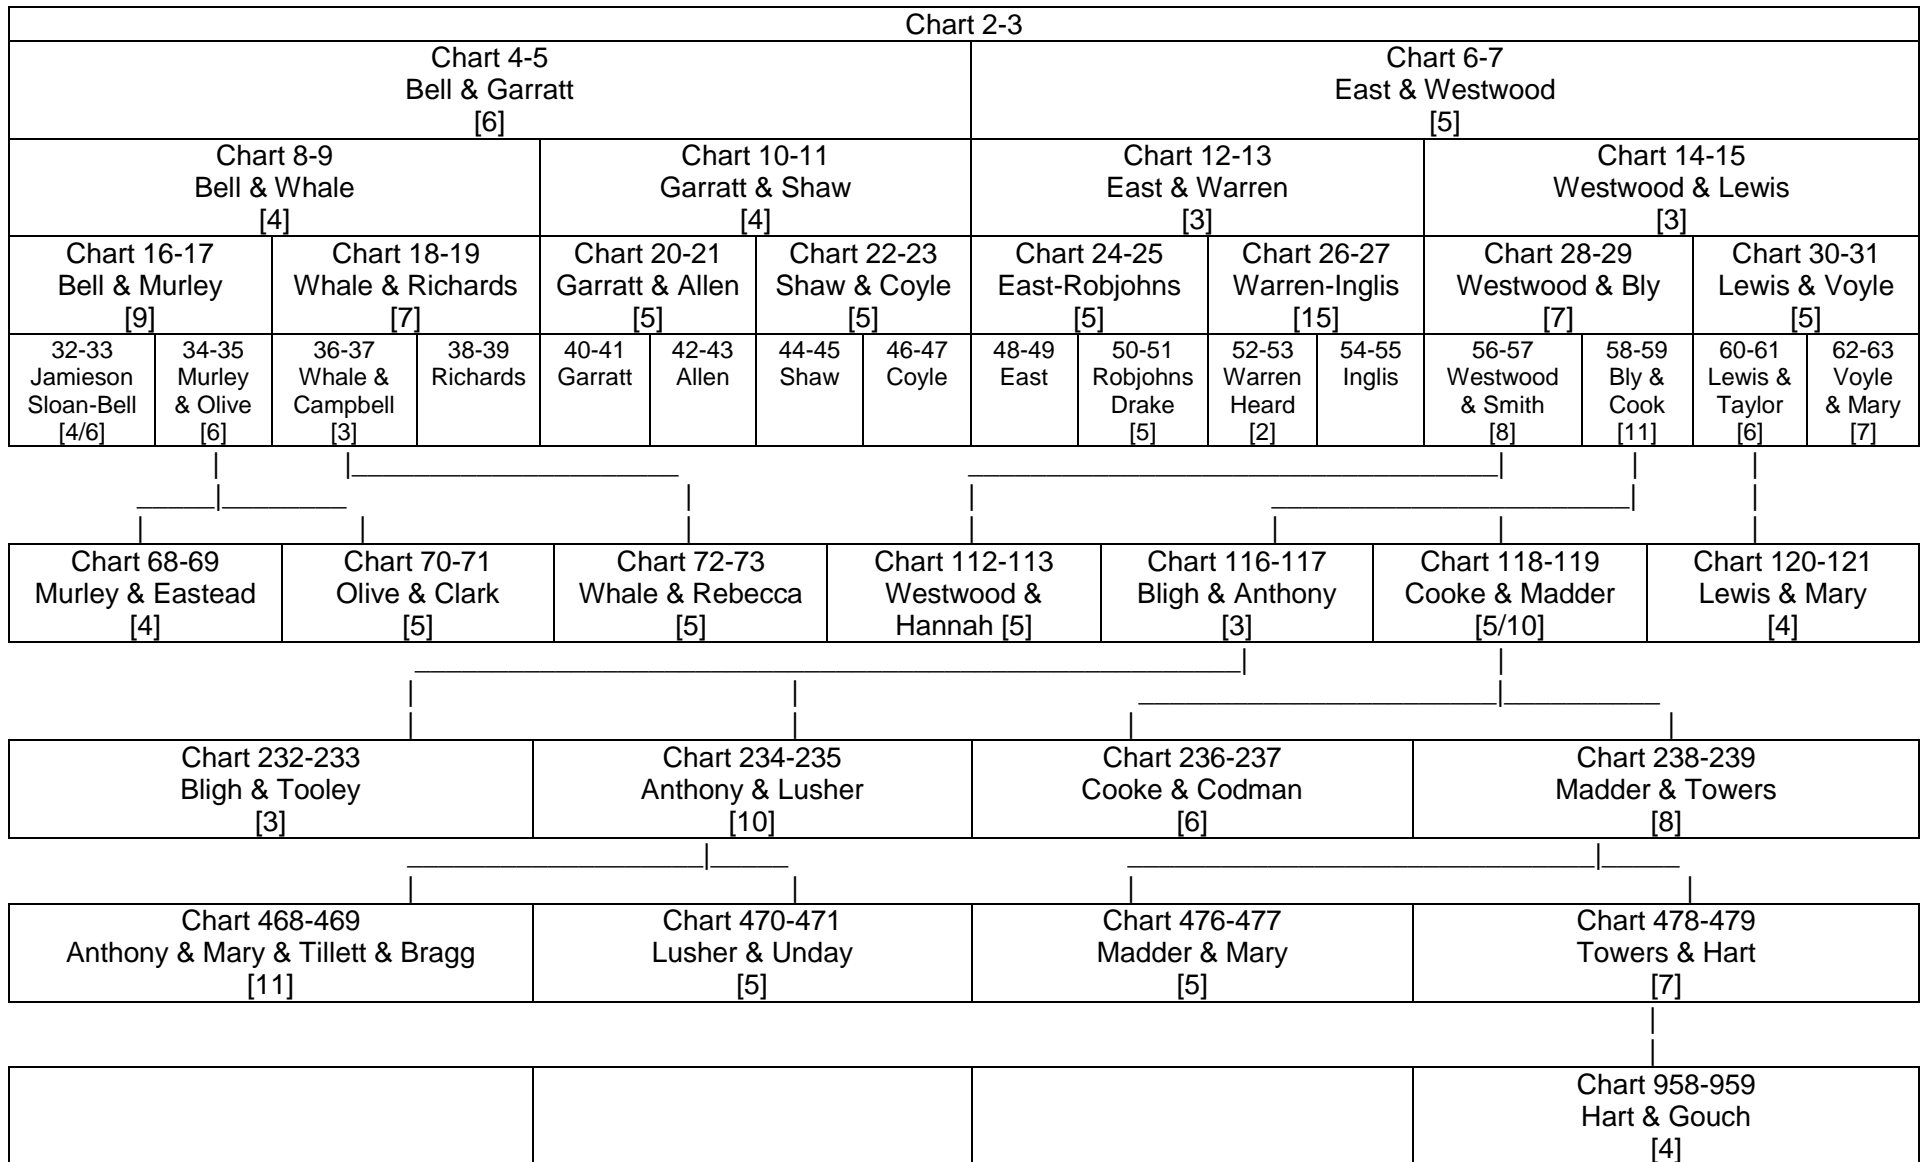 Chart 2-3
Chart 4-5
Bell & Garratt
[6]
Chart 6-7
East & Westwood
[5]
Chart 8-9
Bell & Whale
[4]
Chart 10-11
Garratt & Shaw
[4]
Chart 12-13
East & Warren
[3]
Chart 14-15
Westwood & Lewis
[3]
Chart 16-17
Bell & Murley
[9]
Chart 18-19
Whale & Richards
[7]
Chart 20-21
Garratt & Allen
[5]
Chart 22-23
Shaw & Coyle
[5]
Chart 24-25
East-Robjohns
[5]
Chart 26-27
Warren-Inglis
[15]
Chart 28-29
Westwood & Bly
[7]
Chart 30-31
Lewis & Voyle
[5]
32-33
Jamieson
Sloan-Bell
[4/6]
34-35
Murley
& Olive
[6]
36-37
Whale &
Campbell
[3]
38-39
Richards
40-41
Garratt
42-43
Allen
44-45
Shaw
46-47
Coyle
48-49
East
50-51
Robjohns
Drake
[5]
52-53
Warren
Heard
[2]
54-55
Inglis
56-57
Westwood
& Smith
[8]
58-59
Bly &
Cook
[11]
60-61
Lewis &
Taylor
[6]
62-63
Voyle
& Mary
[7]
Chart 68-69
Murley & Eastead
[4]
Chart 70-71
Olive & Clark
[5]
Chart 72-73
Whale & Rebecca
[5]
Chart 112-113
Westwood &
Hannah [5]
Chart 116-117
Bligh & Anthony
[3]
Chart 118-119
Cooke & Madder
[5/10]
Chart 120-121
Lewis & Mary
[4]
Chart 232-233
Bligh & Tooley
[3]
Chart 234-235
Anthony & Lusher
[10]
Chart 236-237
Cooke & Codman
[6]
Chart 238-239
Madder & Towers
[8]
Chart 468-469
Anthony & Mary & Tillett & Bragg
[11]
Chart 470-471
Lusher & Unday
[5]
Chart 476-477
Madder & Mary
[5]
Chart 478-479
Towers & Hart
[7]
Chart 958-959
Hart & Gouch
[4]